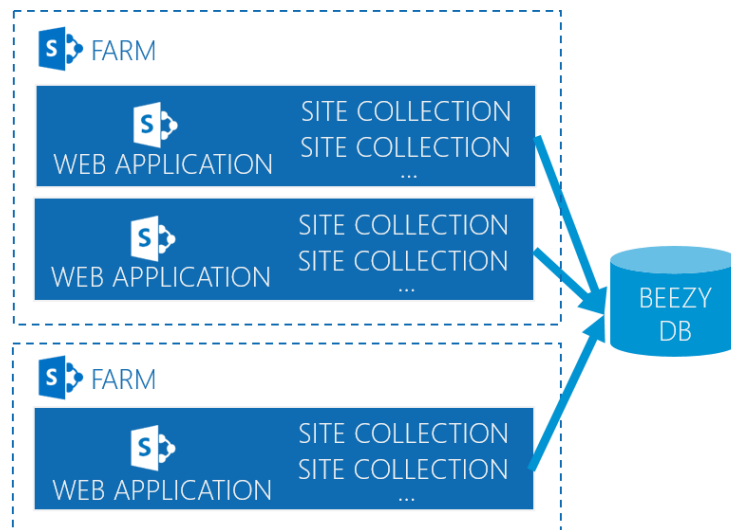 S FARM
S
WEB APPLICATION
SITE COLLECTION
SITE COLLECTION
...
S
WEB APPLICATION
SITE COLLECTION
SITE COLLECTION
...
BEEZY
DB
S FARM
S
WEB APPLICATION
SITE COLLECTION
SITE COLLECTION
...